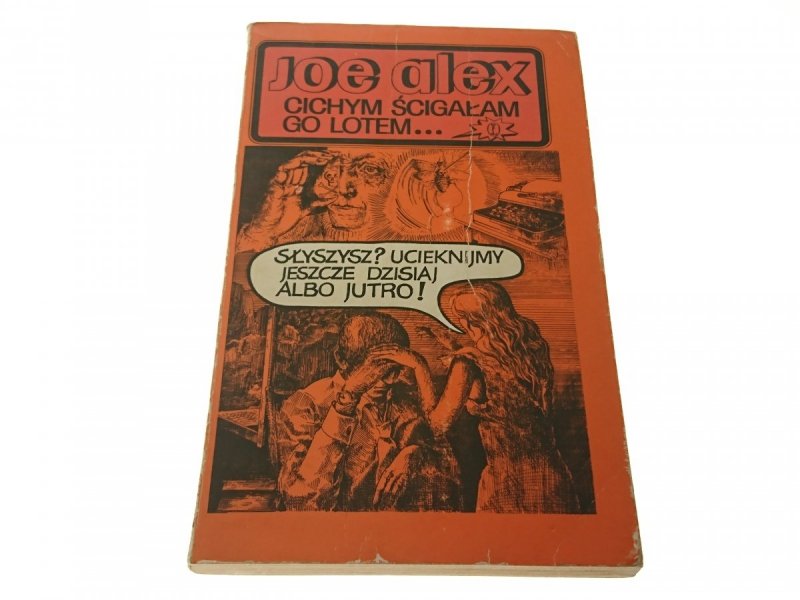 Joe alex
CICHYM ŚCIGAŁAM
GO LOTEM...
SŁYSZYSZ? UCIEKNIJMY
JESZCZE DZISIAJ
ALBO JUTRO!